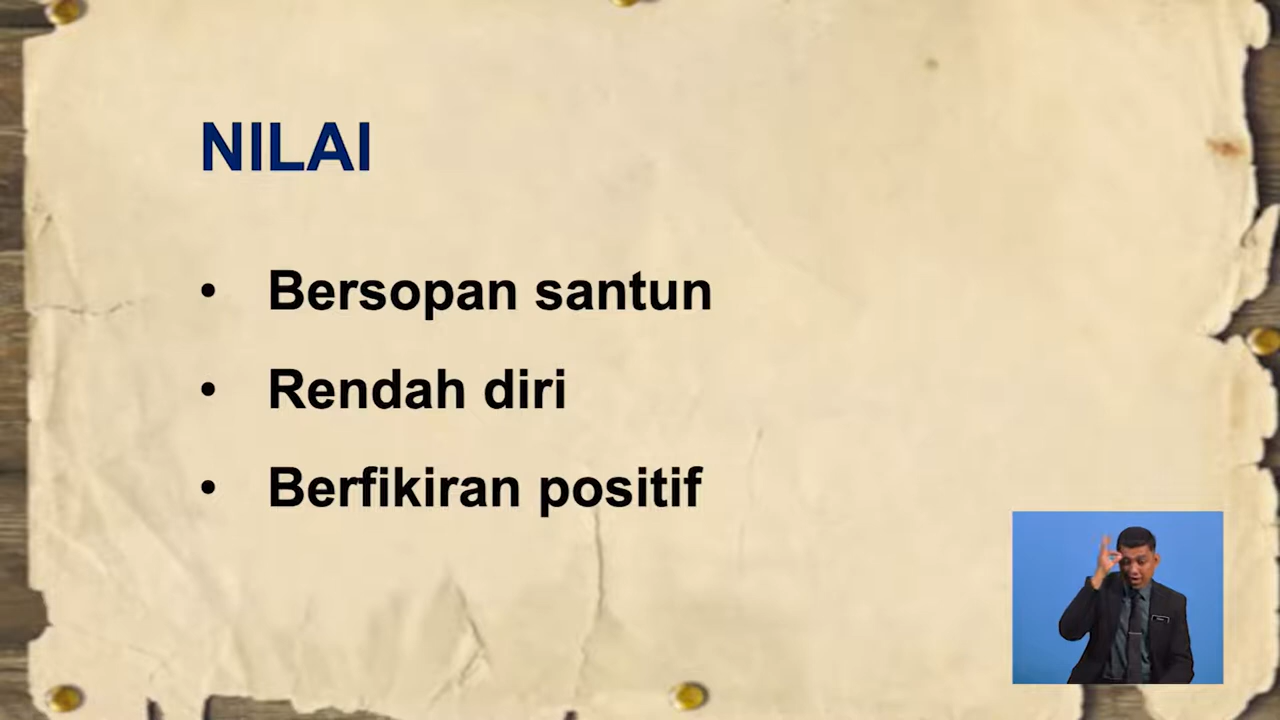 NILAI
• Bersopan santun
• Rendah diri
• Berfikiran positif